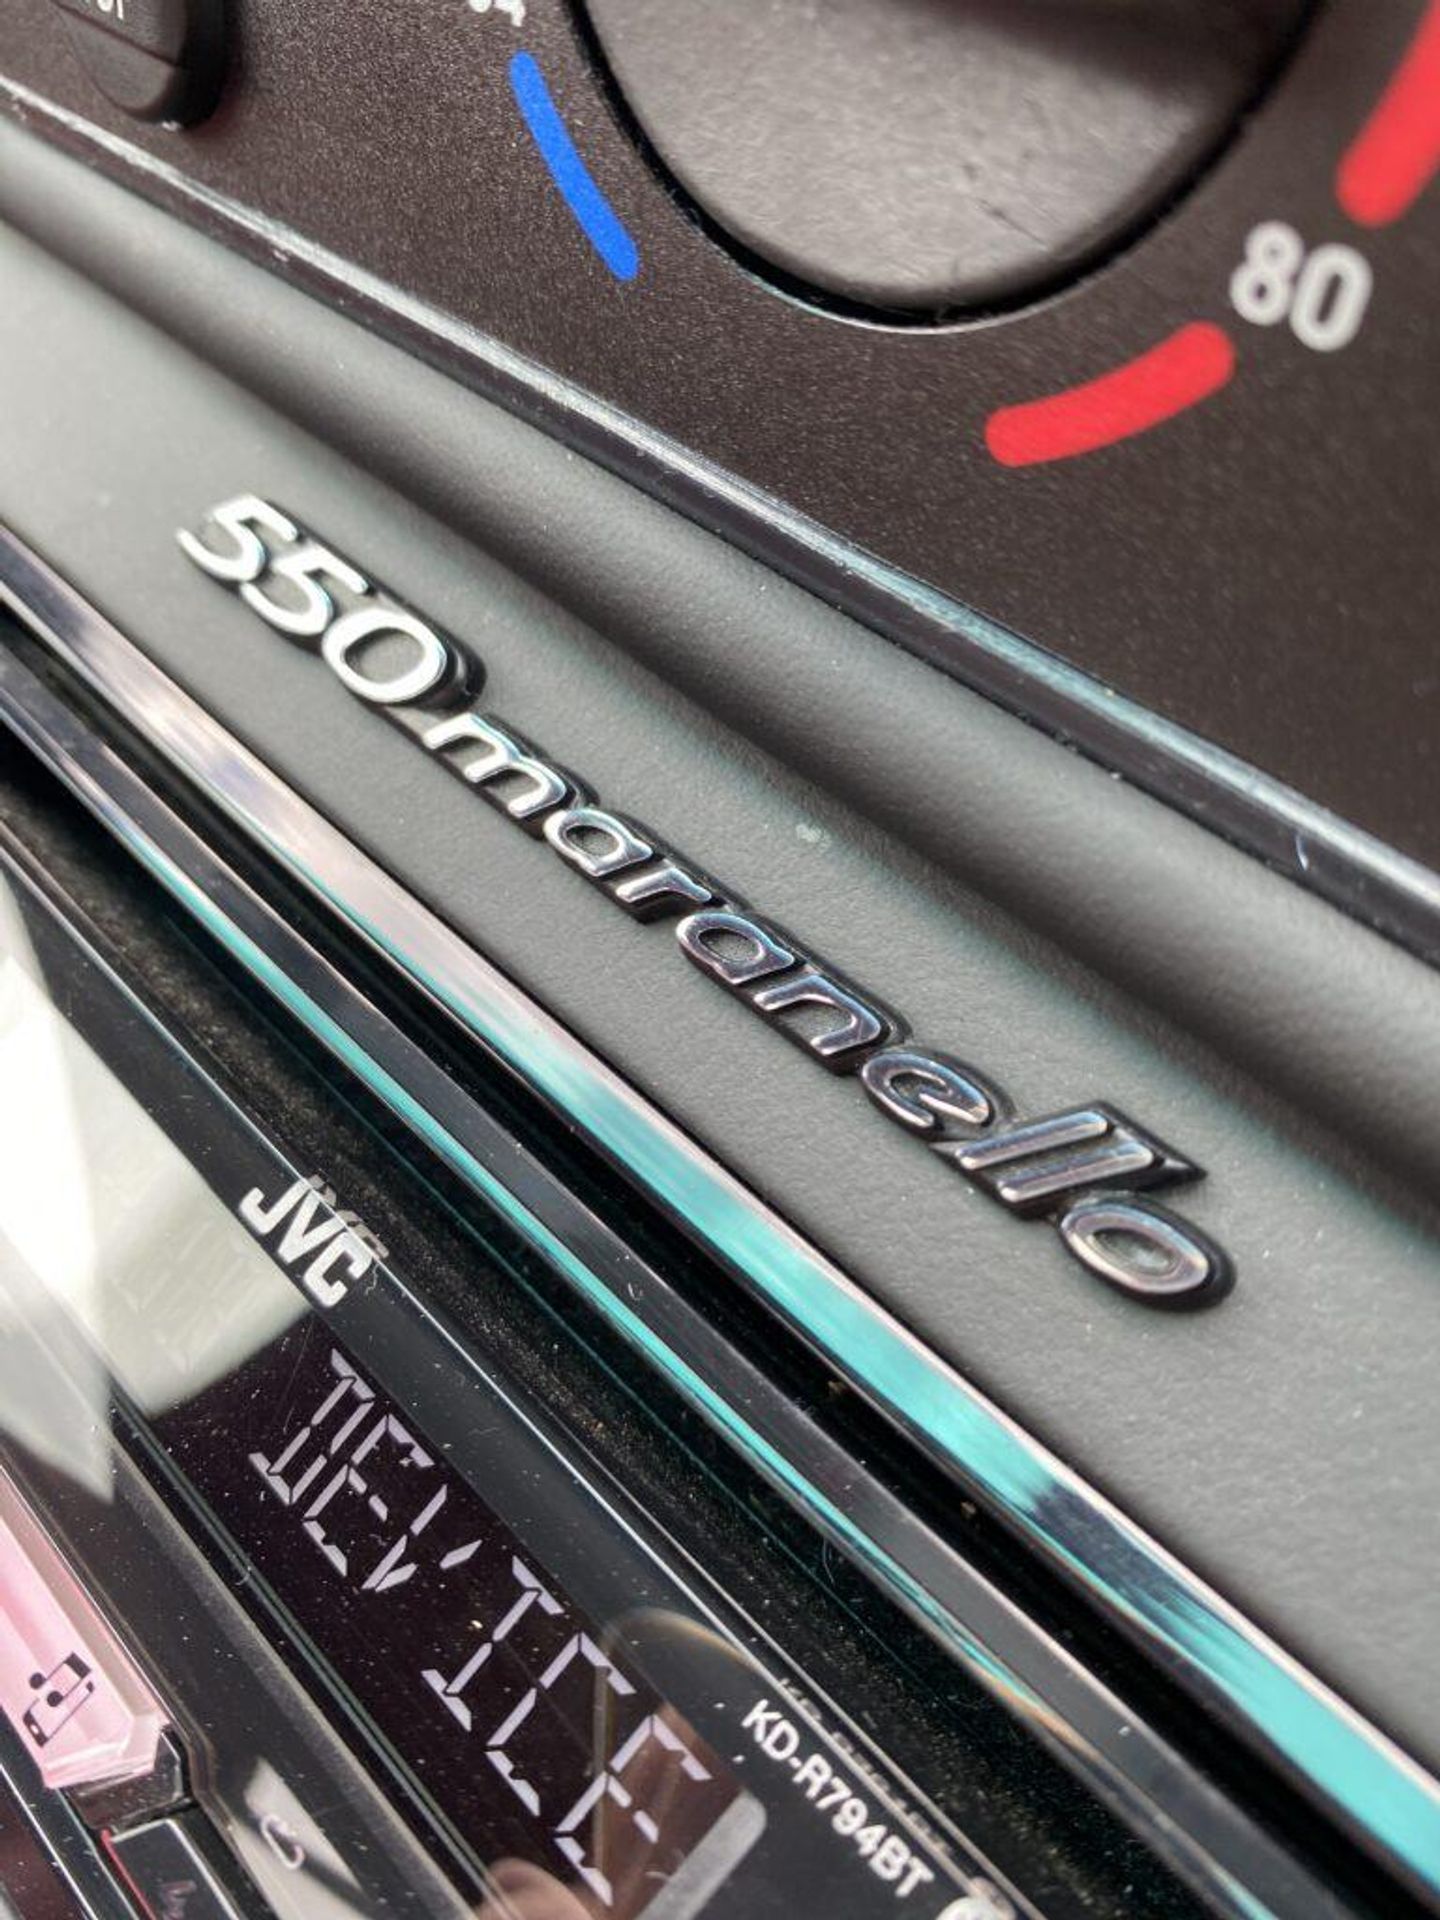 80
550 maranello
JVC
DEVICE
KD-R794BT